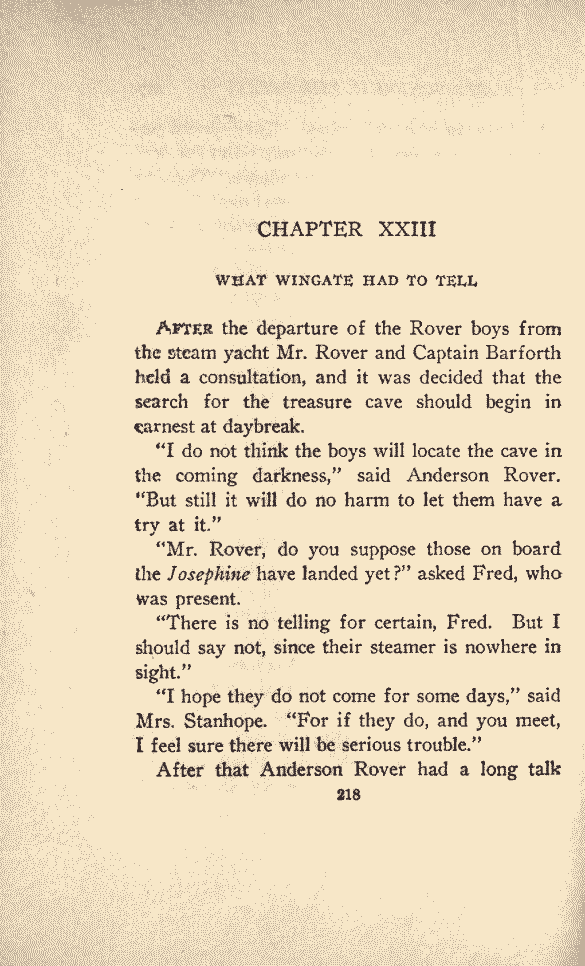 CHAPTER XXIII
WHAT WINGATE HAD TO TELL
AFTER the departure of the Rover boys from
the steam yacht Mr. Rover and Captain Barforth
held a consultation, and it was decided that the
search for the treasure cave should begin in
earnest at daybreak.
“I do not think the boys will locate the cave in
the coming darkness,” said Anderson Rover.
“But still it will do no harm to let them have a
try at it.”
“Mr. Rover, do you suppose those on board
the Josephine have landed yet?” asked Fred, who
was present.
“There is no telling for certain, Fred. But I
should say not, since their steamer is nowhere in
sight.”
“I hope they do not come for some days,” said
Mrs. Stanhope. “For if they do, and you meet,
I feel sure there will be serious trouble.”
After that Anderson Rover had a long talk
218